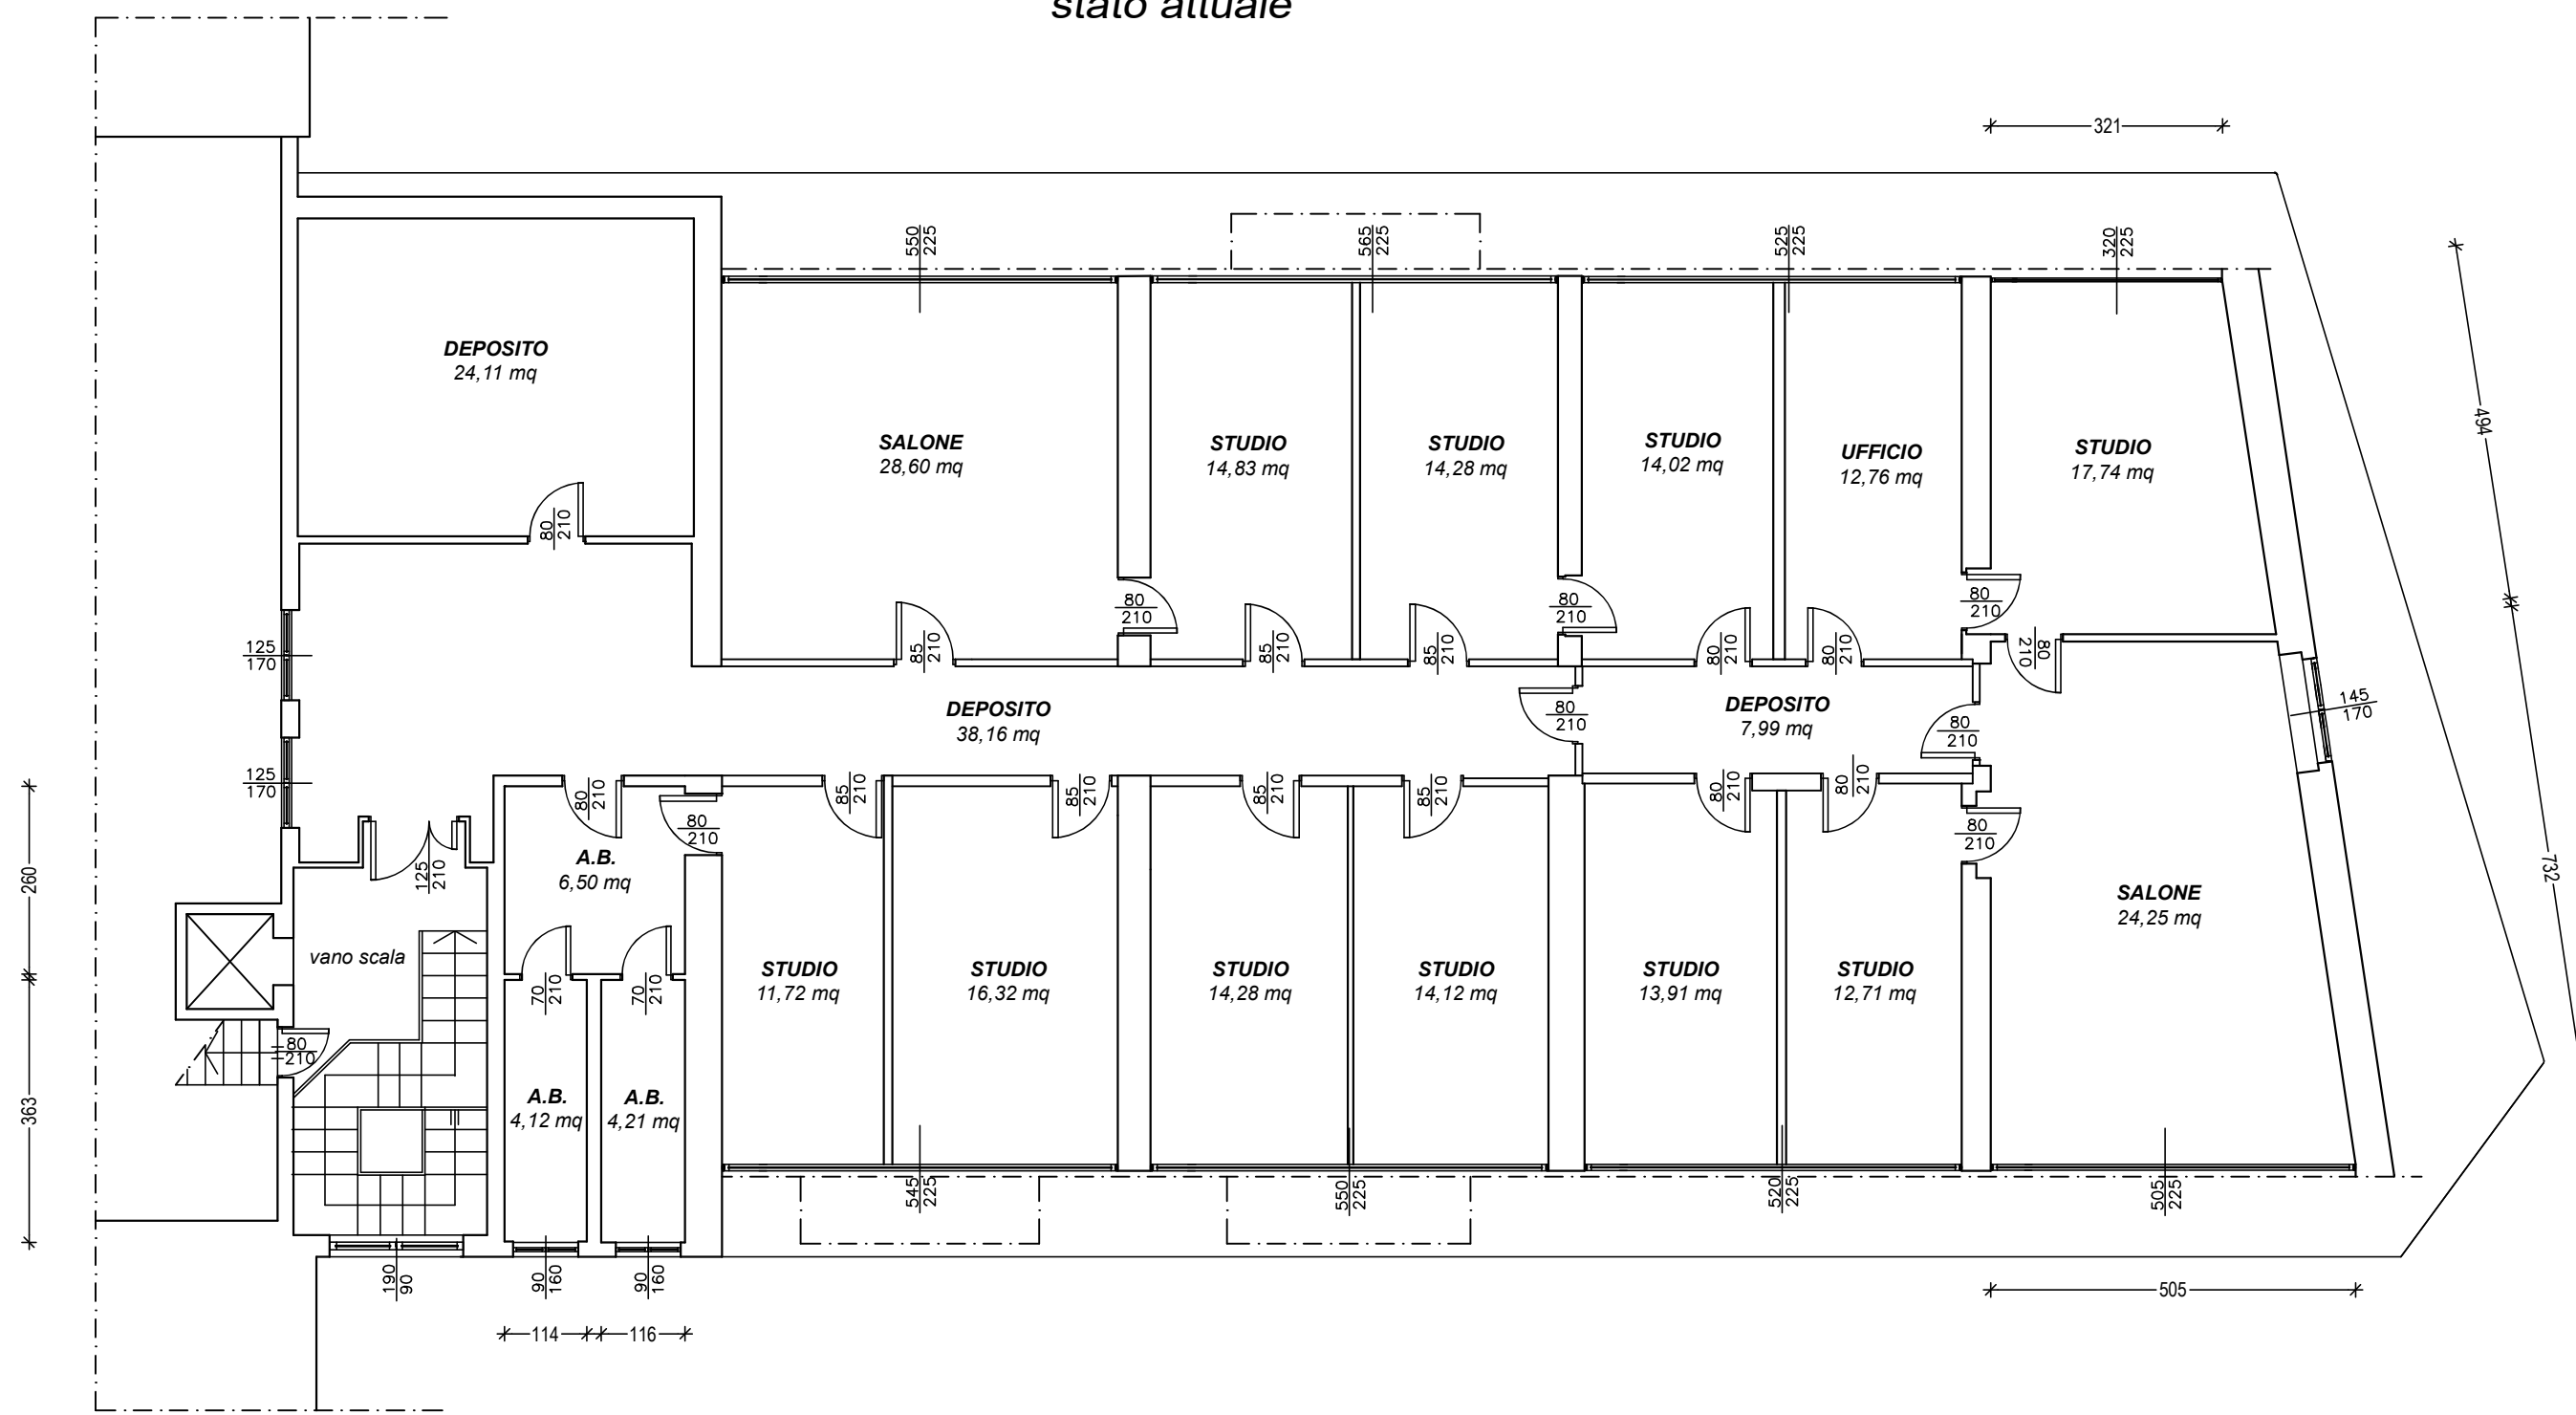 stato attuale
321
550
225
565
225
525
225
320
225
494
DEPOSITO
24,11 mq
SALONE
28,60 mq
STUDIO
14,83 mq
STUDIO
14,28 mq
STUDIO
14,02 mq
UFFICIO
12,76 mq
STUDIO
17,74 mq
80
210
80
210
80
210
80
210
85
210
85
210
85
210
80
210
80
210
80
210
125
170
145
170
DEPOSITO
38,16 mq
80
210
DEPOSITO
7,99 mq
80
210
125
170
80
210
80
210
85
210
85
210
85
210
85
210
80
210
80
210
80
210
125
210
260
732
A.B.
6,50 mq
SALONE
24,25 mq
vano scala
70
210
70
210
STUDIO
11,72 mq
STUDIO
16,32 mq
STUDIO
14,28 mq
STUDIO
14,12 mq
STUDIO
13,91 mq
STUDIO
12,71 mq
80
210
363
A.B.
4,12 mq
A.B.
4,21 mq
545
225
550
225
520
225
505
225
190
90
90
160
90
160
505
114
116